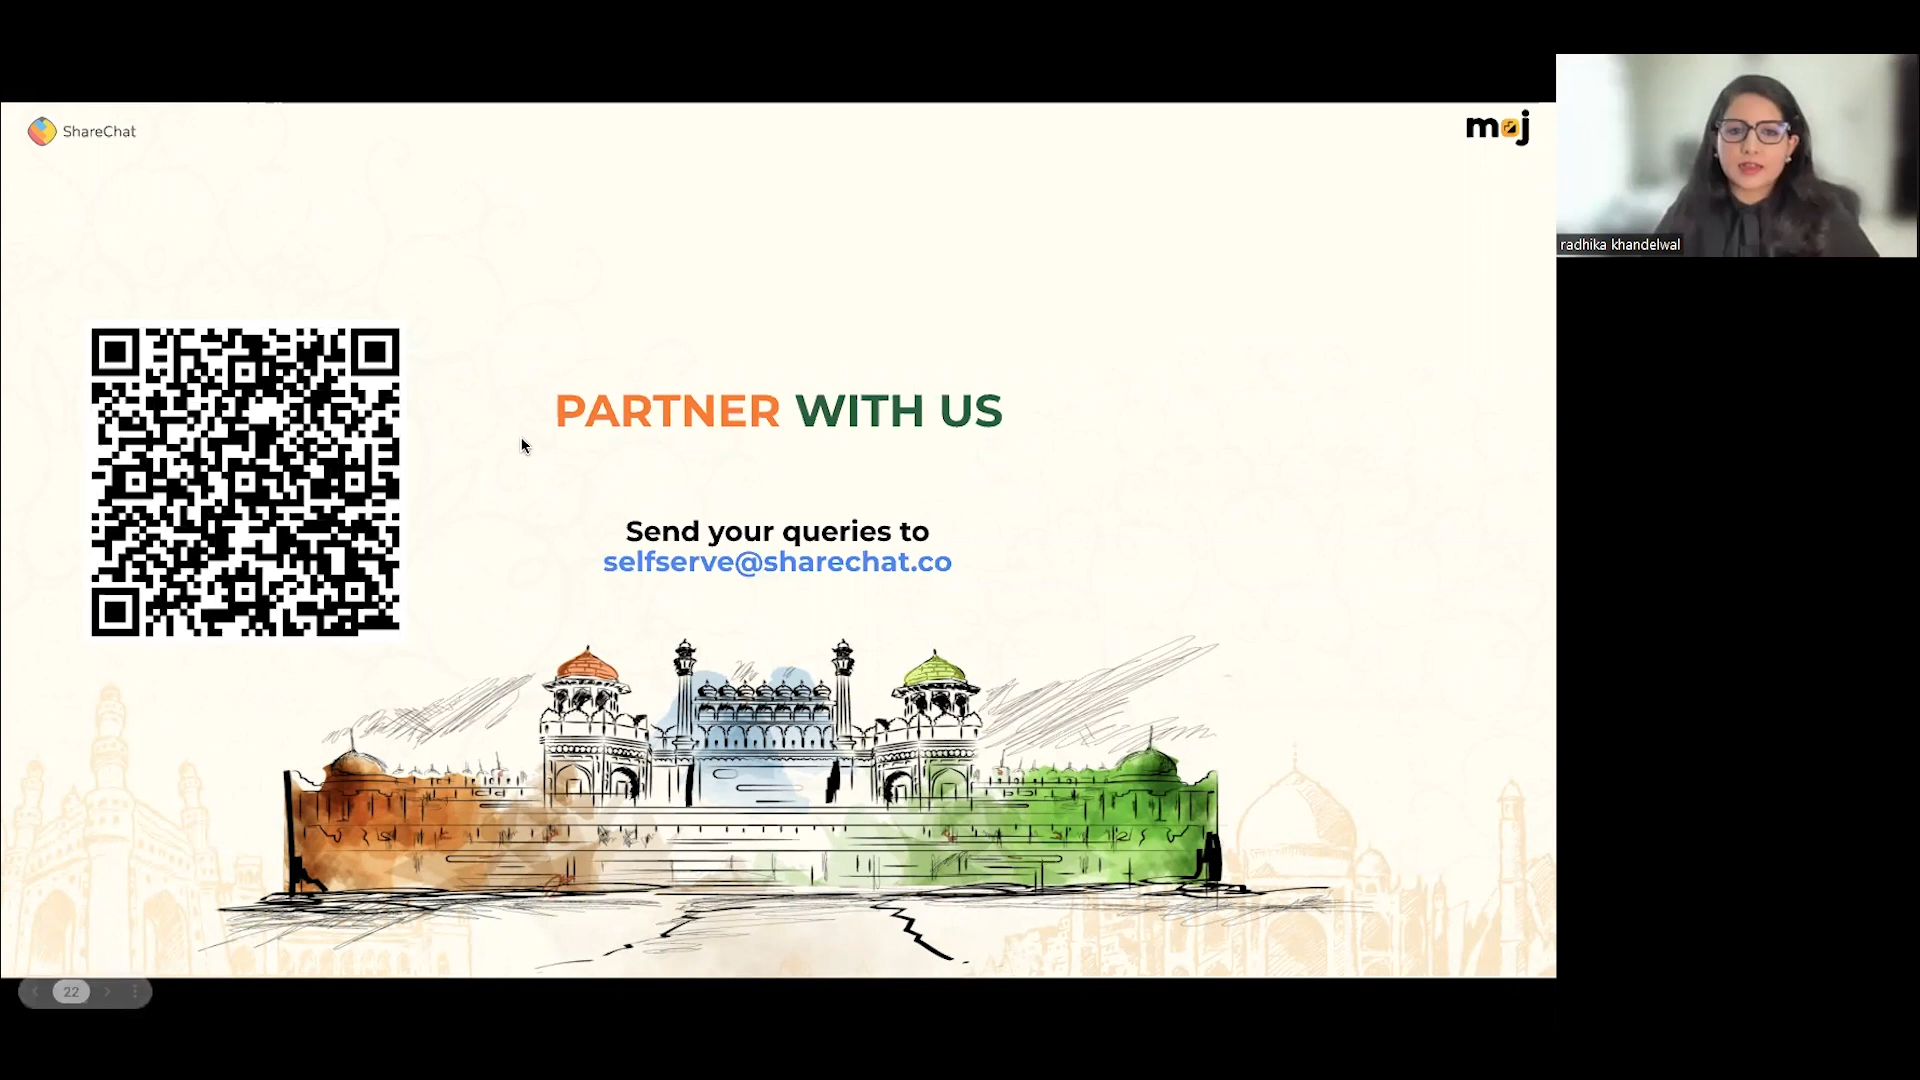 ShareChat
moj
radhika khandelwal
PARTNER WITH US
Send your queries to
selfserve@sharechat.co
22